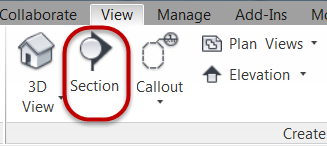 Collaborate View Manage Add-Ins
3D View
Section
Callout
Plan Views
Elevation
Create